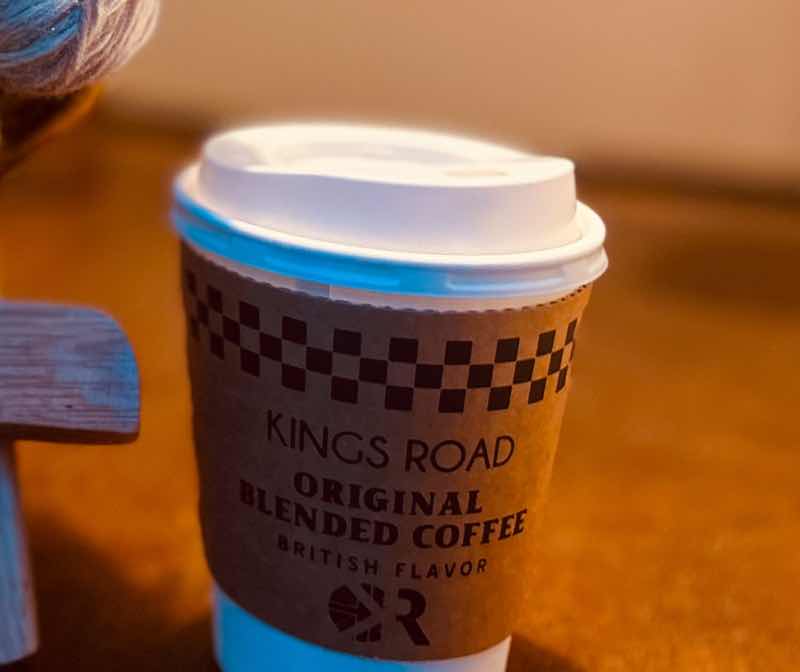 KINGS ROAD
ORIGINAL
BLENDED COFFEE
BRITISH FLAVOR
R